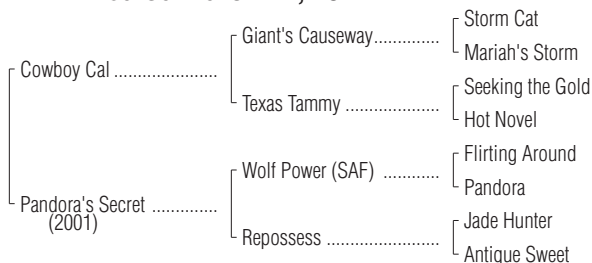 Storm Cat
Giant's Causeway..............
Mariah's Storm
Cowboy Cal ......................
Seeking the Gold
Texas Tammy ....................
Hot Novel
Flirting Around
Wolf Power (SAF) ............
Pandora
Pandora's Secret ..............
(2001)
Jade Hunter
Repossess ........................
Antique Sweet